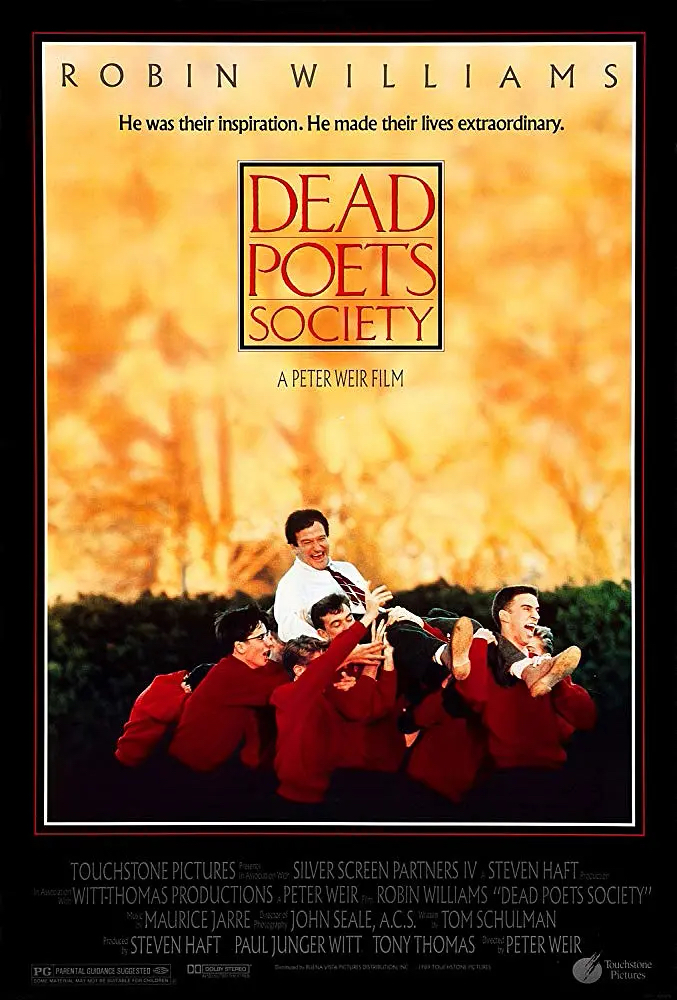 ROBIN WILLIAMS
He was their inspiration. He made their lives extraordinary.
DEAD
POETS
SOCIETY
A PETER WEIR FILM
TOUCHSTONE PICTURES Presents In Association With SILVER SCREEN PARTNERS IV A STEVEN HAFT Production
In Association With WITT-THOMAS PRODUCTIONS A PETER WEIR Film ROBIN WILLIAMS "DEAD POETS SOCIETY"
Music by MAURICE JARRE Director of Photography JOHN SEALE, A.C.S. Written by TOM SCHULMAN
Produced by STEVEN HAFT PAUL JUNGER WITT TONY THOMAS Directed by PETER WEIR
PG PARENTAL GUIDANCE SUGGESTED
SOME MATERIAL MAY NOT BE SUITABLE FOR CHILDREN
DOLBY STEREO
Distributed by BUENA VISTA PICTURES DISTRIBUTION, INC.
1989 TOUCHSTONE PICTURES
Touchstone
Pictures